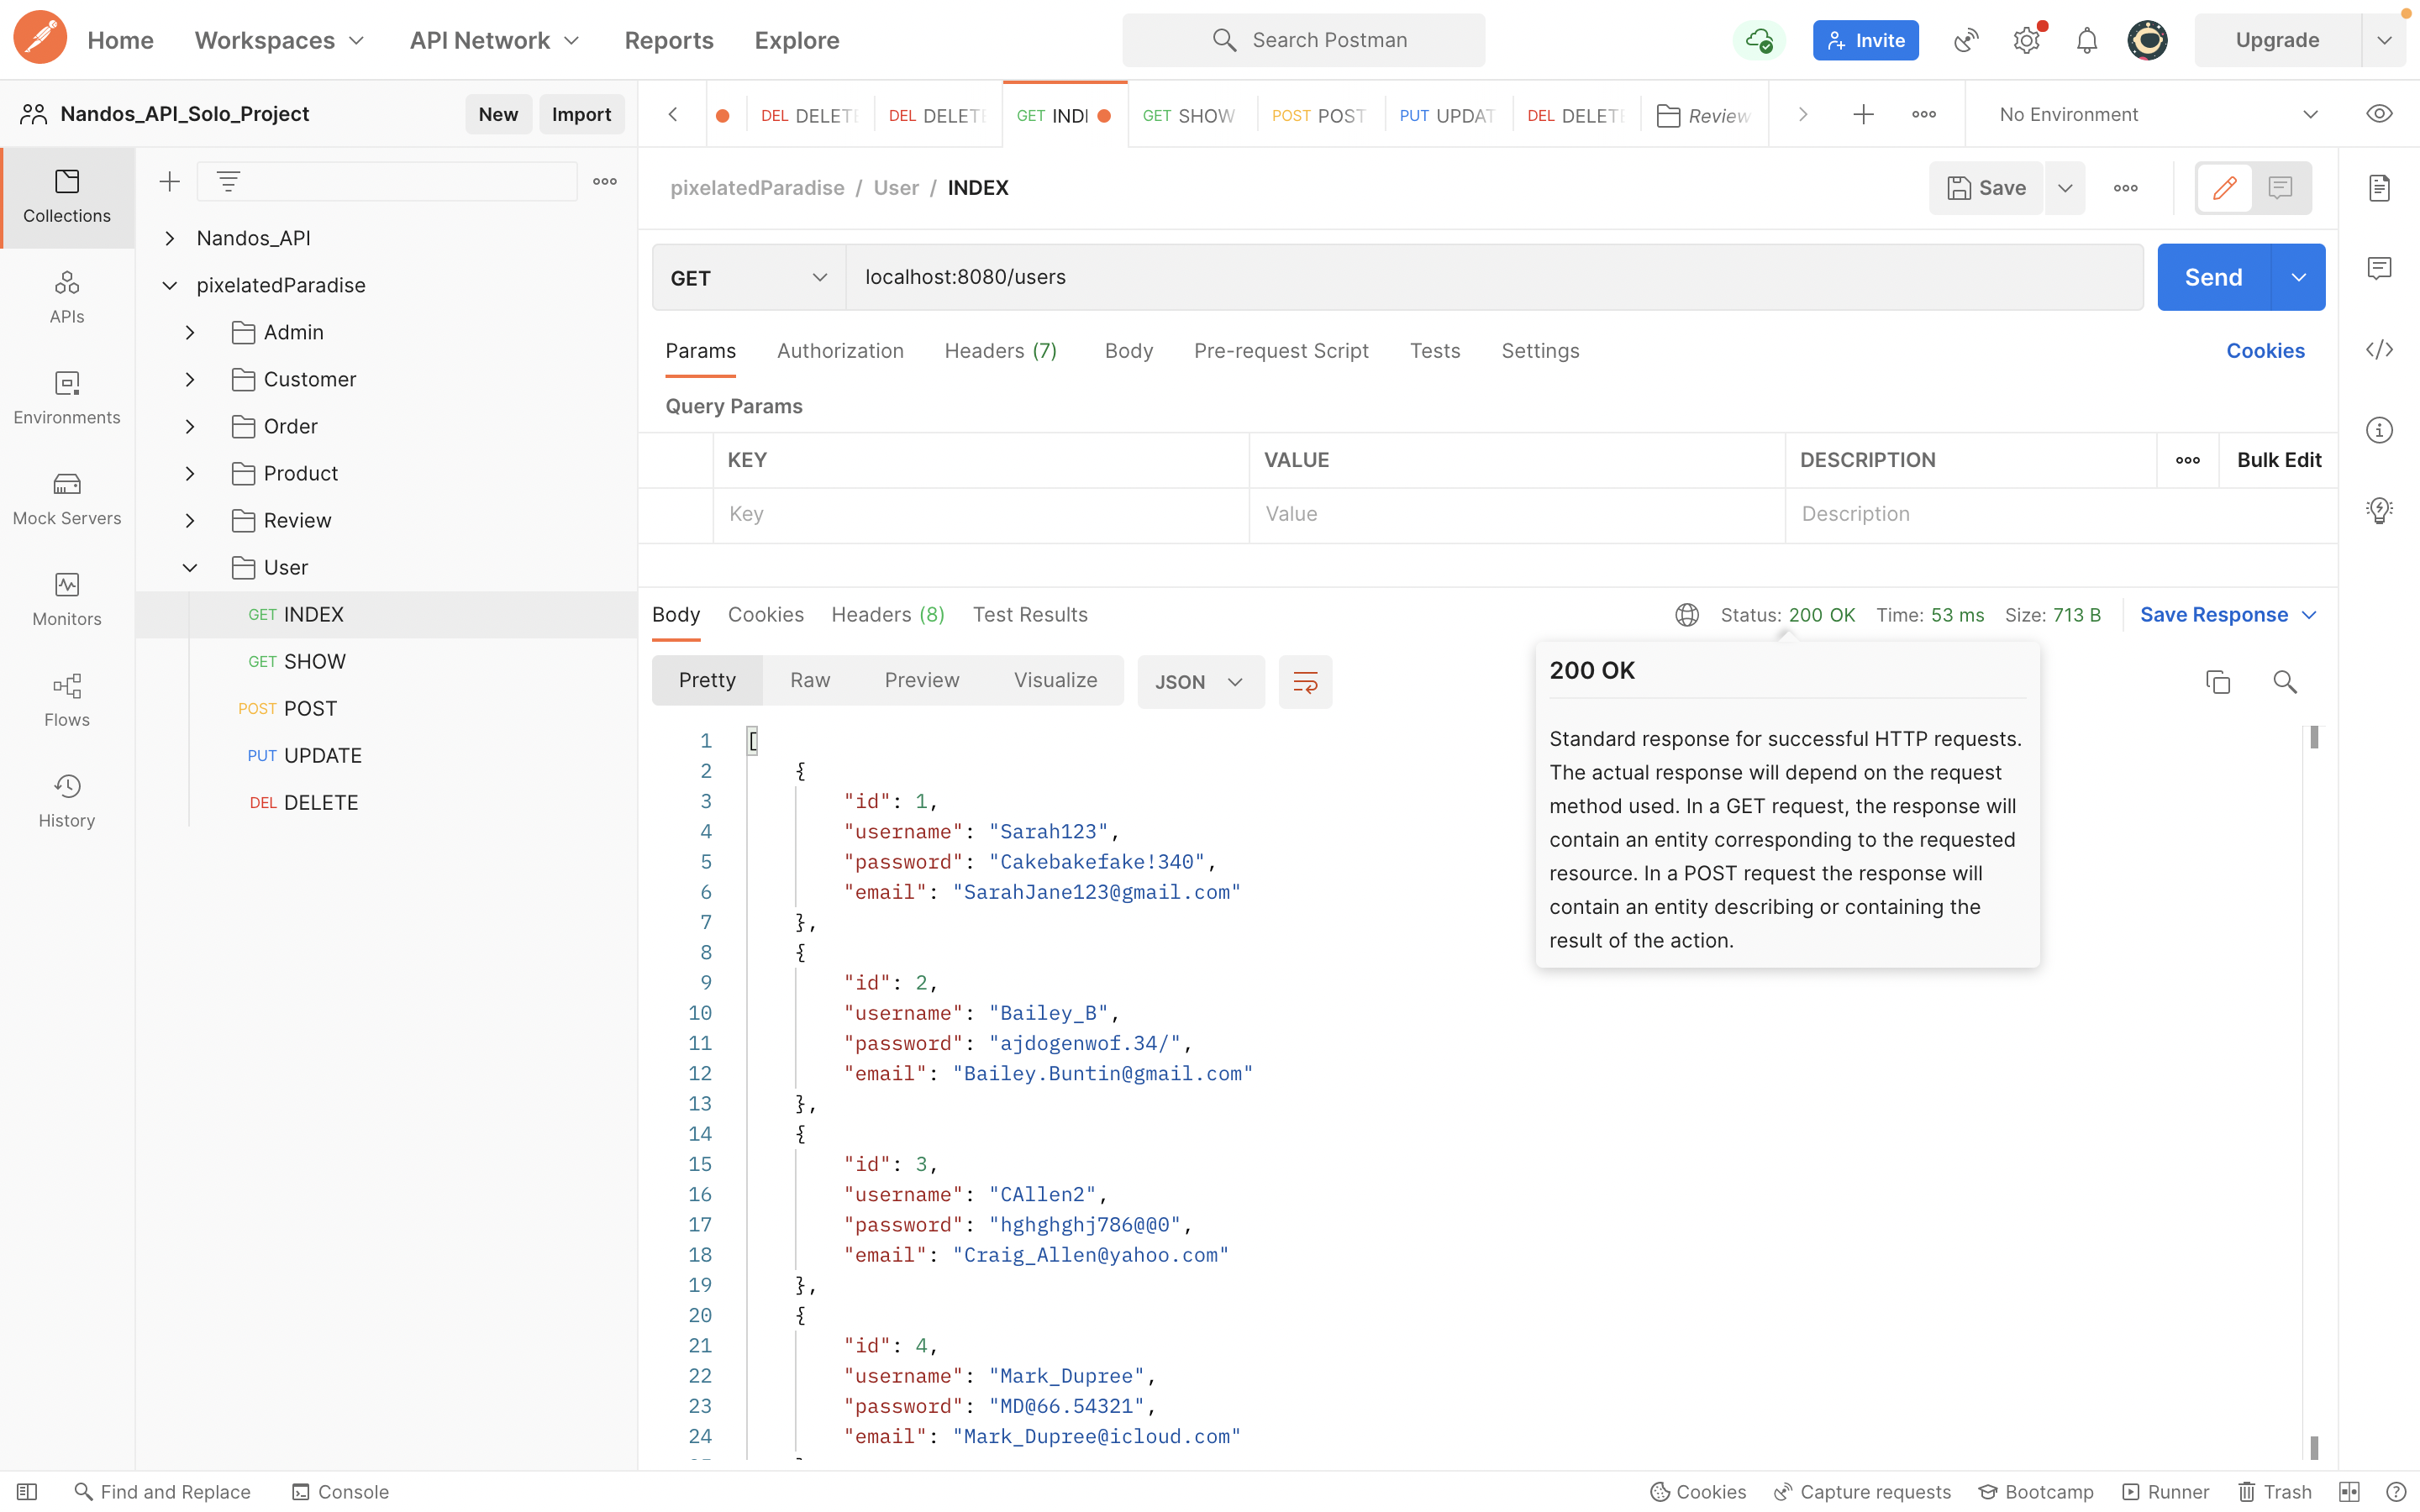 Home Workspaces API Network Reports Explore Search Postman Invite Upgrade
Nandos_API_Solo_Project New Import
DEL DELETE DEL DELETE GET INDI GET SHOW POST POST PUT UPDAT DEL DELETE Review No Environment
Collections
APIs
Environments
Mock Servers
Monitors
Flows
History
Nandos_API
pixelatedParadise
Admin
Customer
Order
Product
Review
User
GET INDEX
GET SHOW
POST POST
PUT UPDATE
DEL DELETE
pixelatedParadise / User / INDEX Save
GET localhost:8080/users Send
Params Authorization Headers (7) Body Pre-request Script Tests Settings Cookies
Query Params
KEY VALUE DESCRIPTION Bulk Edit
Key Value Description
Body Cookies Headers (8) Test Results Status: 200 OK Time: 53 ms Size: 713 B Save Response
Pretty Raw Preview Visualize JSON
200 OK
Standard response for successful HTTP requests.
The actual response will depend on the request
method used. In a GET request, the response will
contain an entity corresponding to the requested
resource. In a POST request the response will
contain an entity describing or containing the
result of the action.
1 [
2 {
3 "id": 1,
4 "username": "Sarah123",
5 "password": "Cakebakefake!340",
6 "email": "SarahJane123@gmail.com"
7 },
8 {
9 "id": 2,
10 "username": "Bailey_B",
11 "password": "ajdogenwof.34/",
12 "email": "Bailey.Buntin@gmail.com"
13 },
14 {
15 "id": 3,
16 "username": "CAllen2",
17 "password": "hghghghj786@@0",
18 "email": "Craig_Allen@yahoo.com"
19 },
20 {
21 "id": 4,
22 "username": "Mark_Dupree",
23 "password": "MD@66.54321",
24 "email": "Mark_Dupree@icloud.com"
Find and Replace Console Cookies Capture requests Bootcamp Runner Trash